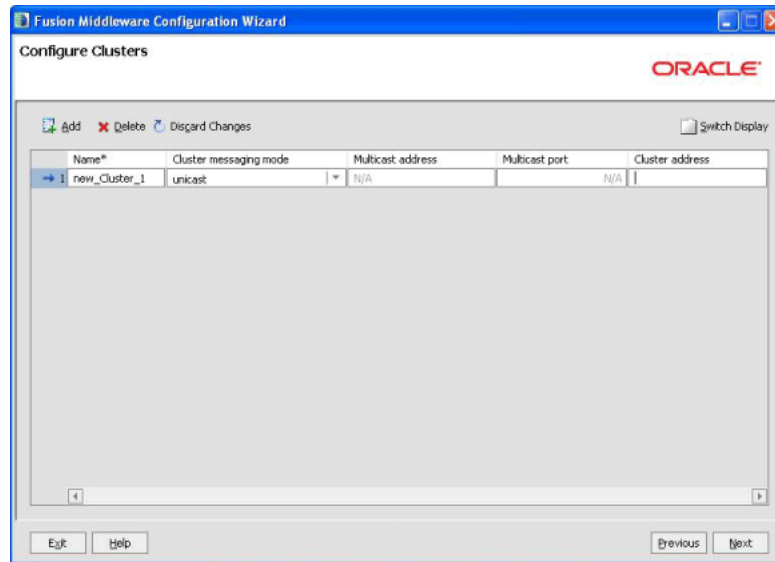 Fusion Middleware Configuration Wizard
Configure Clusters
ORACLE
Add Delete Discard Changes Switch Display
Name* Cluster messaging mode Multicast address Multicast port Cluster address
1 new_Cluster_1 unicast N/A N/A
Exit Help Previous Next